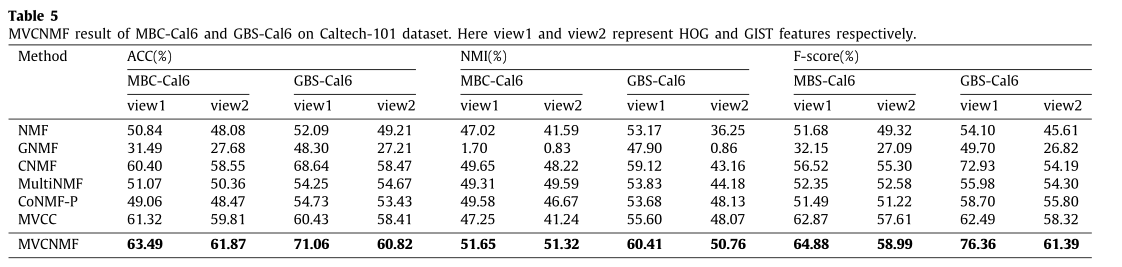 Table 5
MVCNMF result of MBC-Cal6 and GBS-Cal6 on Caltech-101 dataset. Here view1 and view2 represent HOG and GIST features respectively.
Method ACC(%) NMI(%) F-score(%)
MBC-Cal6 GBS-Cal6 MBC-Cal6 GBS-Cal6 MBS-Cal6 GBS-Cal6
view1 view2 view1 view2 view1 view2 view1 view2 view1 view2 view1 view2
NMF 50.84 48.08 52.09 49.21 47.02 41.59 53.17 36.25 51.68 49.32 54.10 45.61
GNMF 31.49 27.68 48.30 27.21 1.70 0.83 47.90 0.86 32.15 27.09 49.70 26.82
CNMF 60.40 58.55 68.64 58.47 49.65 48.22 59.12 43.16 56.52 55.30 72.93 54.19
MultiNMF 51.07 50.36 54.25 54.67 49.31 49.59 53.83 44.18 52.35 52.58 55.98 54.30
CoNMF-P 49.06 48.47 54.73 53.43 49.58 46.67 53.68 48.13 51.49 51.22 58.70 55.80
MVCC 61.32 59.81 60.43 58.41 47.25 41.24 55.60 48.07 62.87 57.61 62.49 58.32
MVCNMF 63.49 61.87 71.06 60.82 51.65 51.32 60.41 50.76 64.88 58.99 76.36 61.39